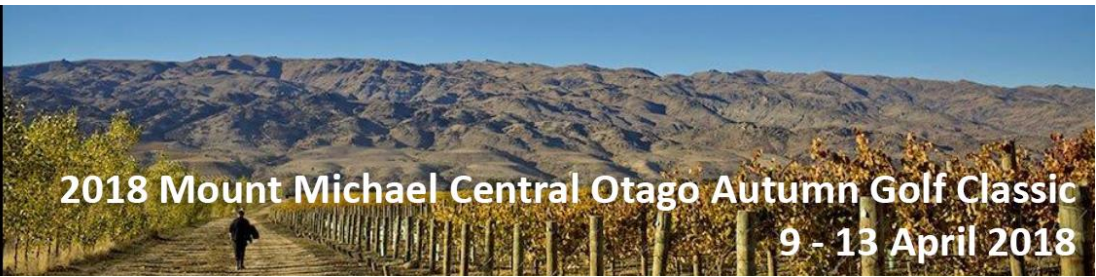 2018 Mount Michael Central Otago Autumn Golf Classic
9 - 13 April 2018